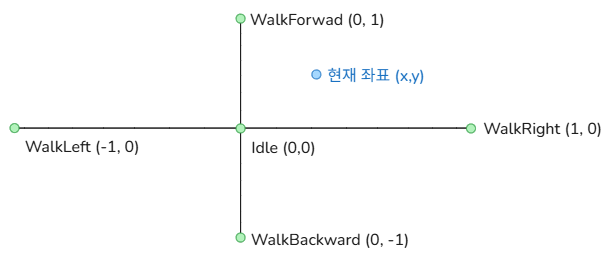 WalkForwad (0, 1)
현재 좌표 (x,y)
WalkRight (1, 0)
WalkLeft (-1, 0)
Idle (0,0)
WalkBackward (0, -1)